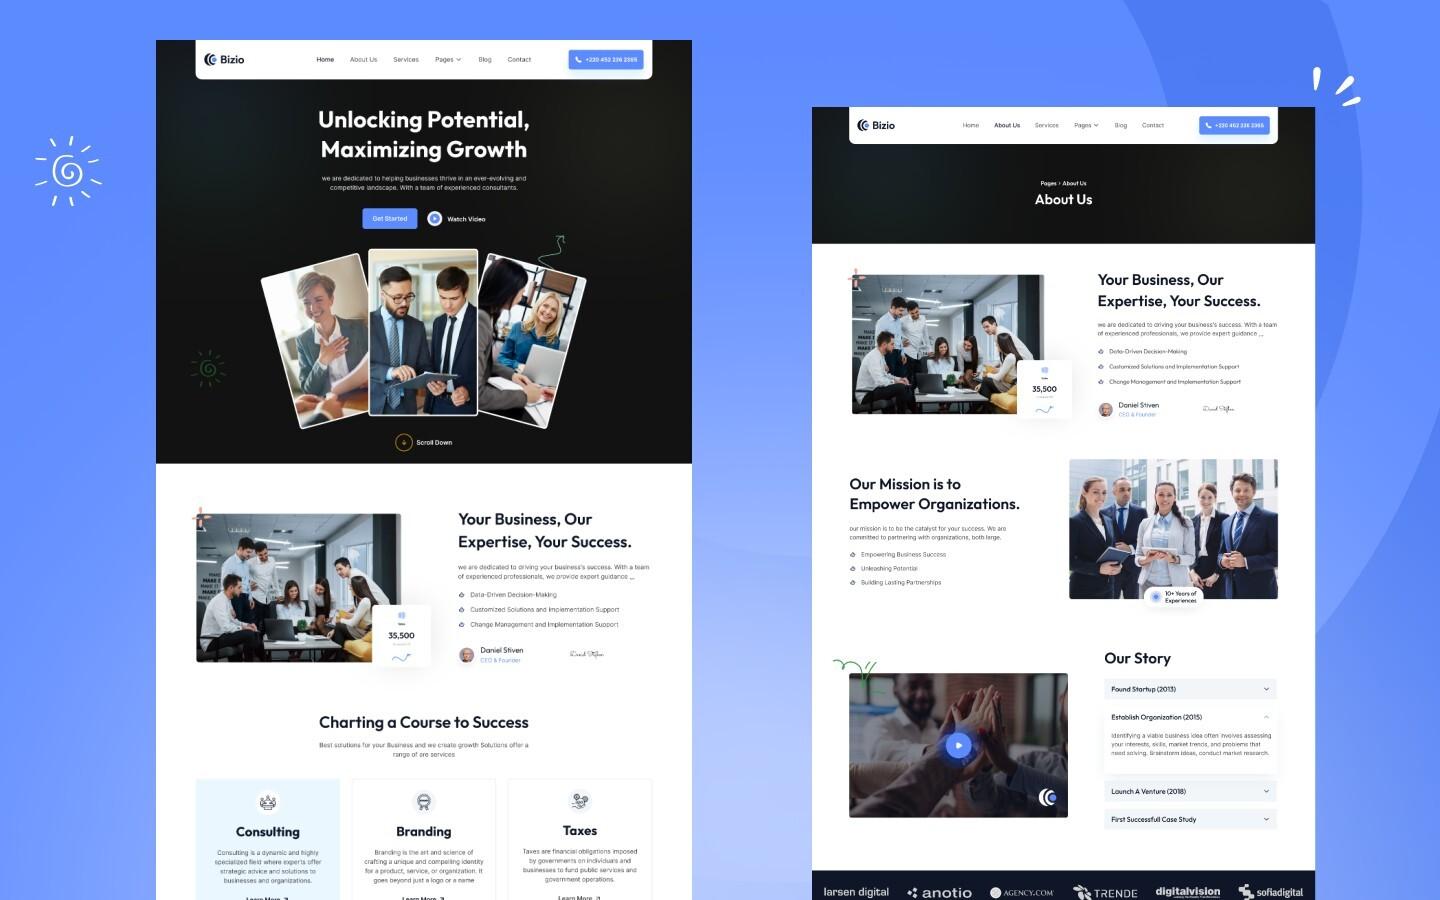 Bizio
Home
About Us
Services
Pages
Blog
Contact
+220 452 236 2365
Unlocking Potential,
Maximizing Growth
we are dedicated to helping businesses thrive in an ever-evolving and
competitive landscape. With a team of experienced consultants.
Get Started
Watch Video
Scroll Down
MAKE
35,500
Your Business, Our
Expertise, Your Success.
we are dedicated to driving your business's success. With a team
of experienced professionals, we provide expert guidance ,,,
Data-Driven Decision-Making
Customized Solutions and Implementation Support
Change Management and Implementation Support
Daniel Stiven
CEO & Founder
Charting a Course to Success
Best solutions for your Business and we create growth Solutions offer a
range of are services
Consulting
Consulting is a dynamic and highly
specialized field where experts offer
strategic advice and solutions to
businesses and organizations.
Learn More
Branding
Branding is the art and science of
crafting a unique and compelling identity
for a product, service, or organization. It
goes beyond just a logo or a name
Learn More
Taxes
Taxes are financial obligations imposed
by governments on individuals and
businesses to fund public services and
government operations.
Learn More
Bizio
Home
About Us
Services
Pages
Blog
Contact
+220 452 236 2365
Pages > About Us
About Us
35,500
Your Business, Our
Expertise, Your Success.
we are dedicated to driving your business's success. With a team
of experienced professionals, we provide expert guidance ,,,
Data-Driven Decision-Making
Customized Solutions and Implementation Support
Change Management and Implementation Support
Daniel Stiven
CEO & Founder
Our Mission is to
Empower Organizations.
our mission is to be the catalyst for your success. We are
committed to partnering with organizations, both large.
Empowering Business Success
Unleashing Potential
Building Lasting Partnerships
10+ Years of
Experiences
Our Story
Found Startup (2013)
Establish Organization (2015)
Identifying a viable business idea often involves assessing
your interests, skills, market trends, and problems that
need solving. Brainstorm ideas, conduct market research.
Launch A Venture (2018)
First Successfull Case Study
larsen digital
anotio
AGENCY.COM
TRENDE
digitalvision
sofiadigital